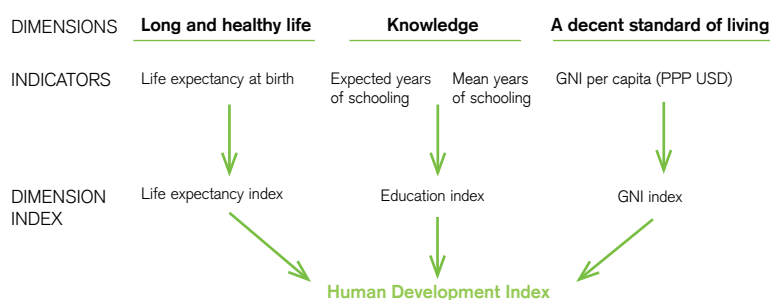 DIMENSIONS Long and healthy life Knowledge A decent standard of living
INDICATORS Life expectancy at birth Expected years of schooling Mean years of schooling GNI per capita (PPP USD)
DIMENSION INDEX Life expectancy index Education index GNI index
Human Development Index